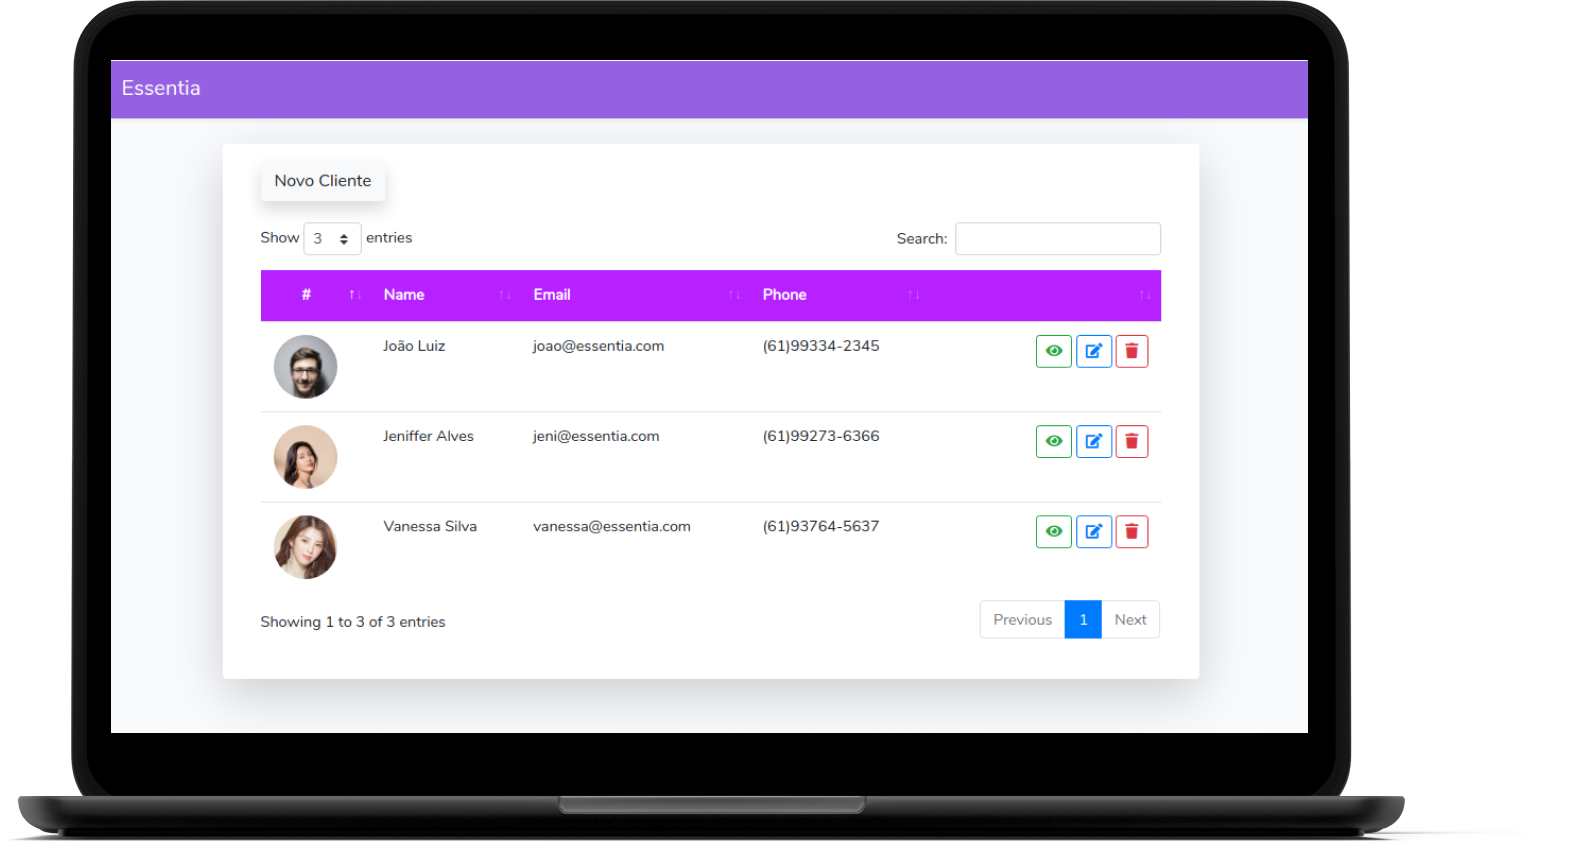 Essentia
Novo Cliente
Show 3 entries
Search:
# Name Email Phone
João Luiz joao@essentia.com (61)99334-2345
Jeniffer Alves jeni@essentia.com (61)99273-6366
Vanessa Silva vanessa@essentia.com (61)93764-5637
Showing 1 to 3 of 3 entries
Previous 1 Next